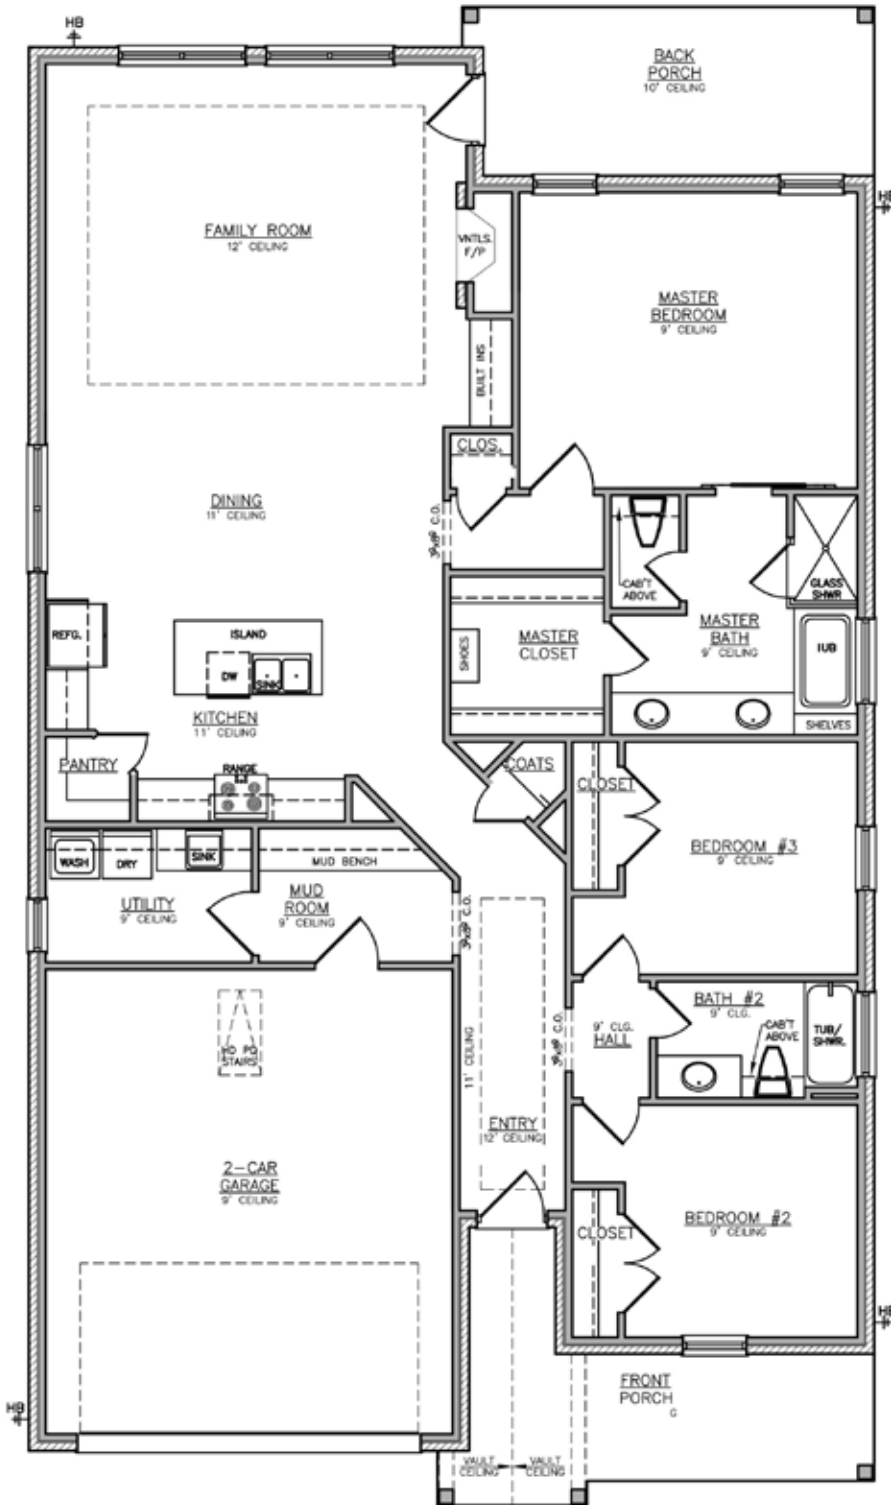 HB
BACK
PORCH
10' CEILING
HB
FAMILY ROOM
12' CEILING
VNTLS.
F/P
MASTER
BEDROOM
9' CEILING
BUILT INS
CLOS.
DINING
11' CEILING
CAB'T
ABOVE
GLASS
SHWR
REFG.
ISLAND
DW
SINK
SHOES
MASTER
CLOSET
MASTER
BATH
9' CEILING
TUB
SHELVES
KITCHEN
11' CEILING
PANTRY
RANGE
COATS
CLOSET
BEDROOM #3
9' CEILING
WASH
DRY
SINK
MUD BENCH
UTILITY
9' CEILING
MUD
ROOM
9' CEILING
STAIRS
11' CEILING
9' CLG.
HALL
BATH #2
9' CLG.
CAB'T
ABOVE
TUB/
SHWR.
ENTRY
12' CEILING
2-CAR
GARAGE
9' CEILING
CLOSET
BEDROOM #2
9' CEILING
HB
FRONT
PORCH
G
HB
VAULT
CEILING
VAULT
CEILING